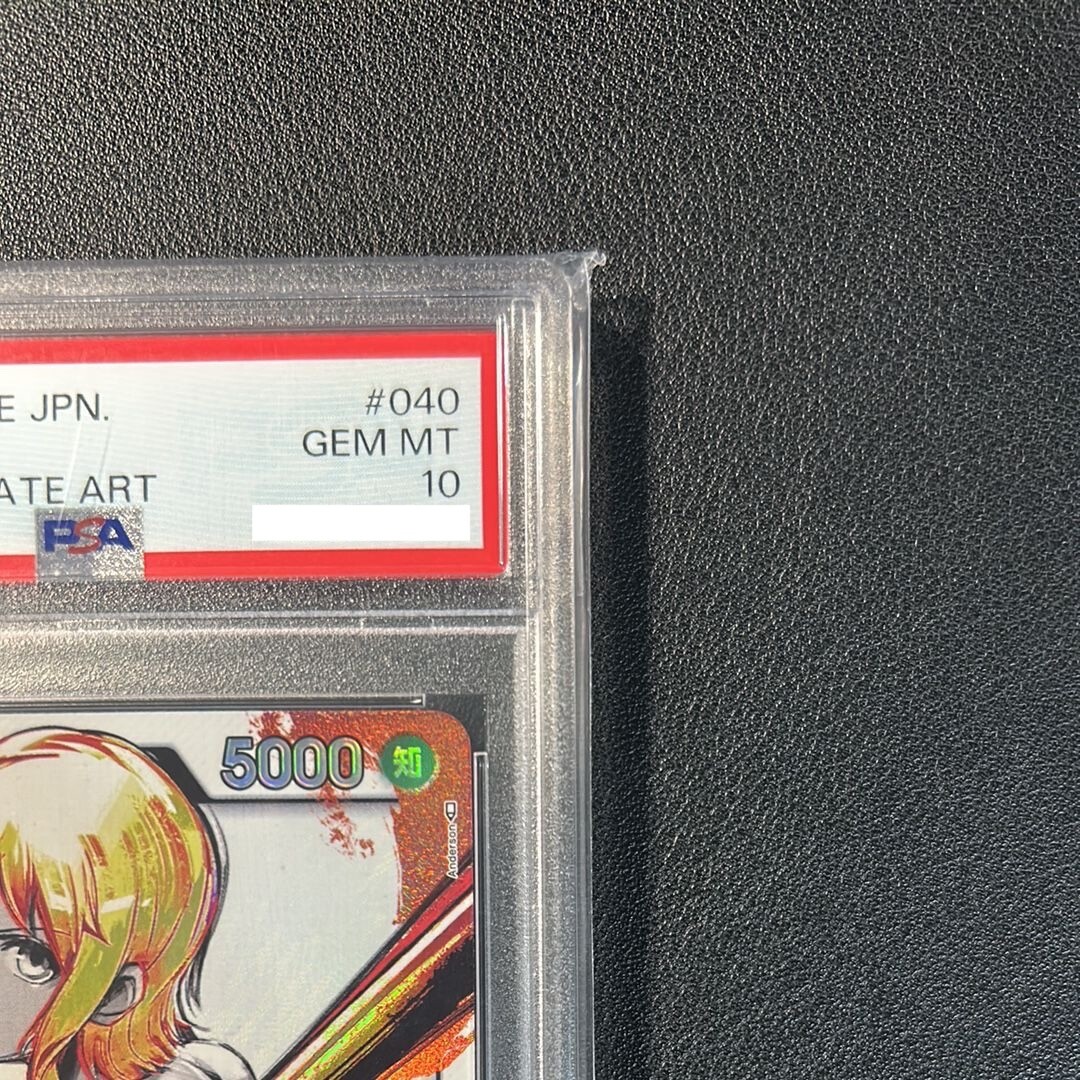 E JPN. #040
GEM MT
ATE ART 10
PSA
5000 知
Anderson